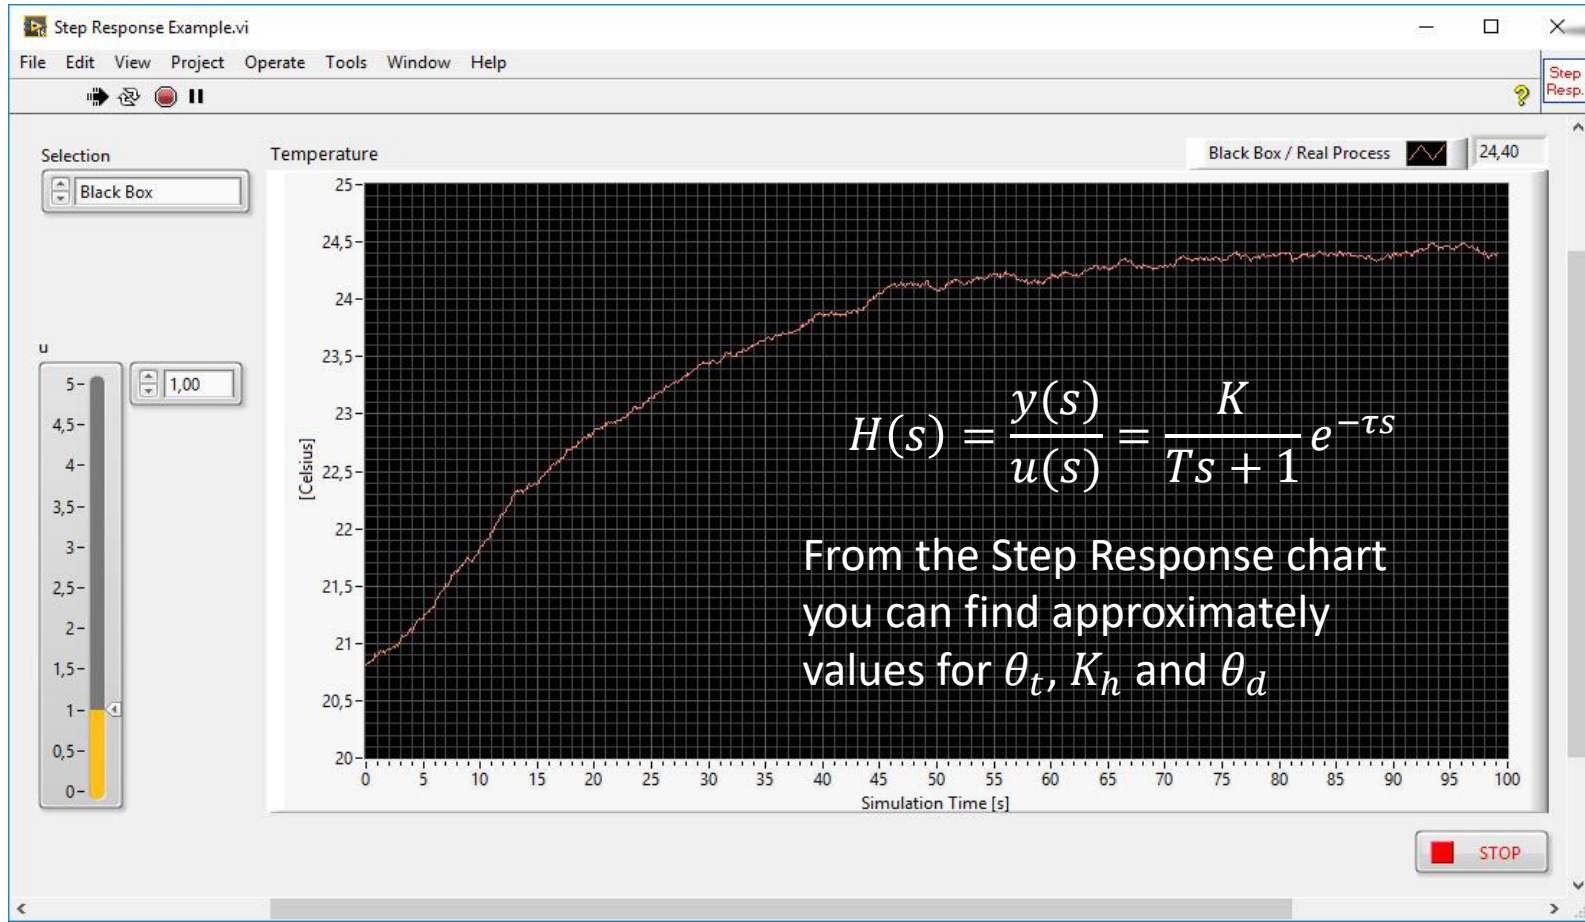 Step Response Example.vi
File Edit View Project Operate Tools Window Help
Step
Resp.
Selection
Black Box
Temperature
Black Box / Real Process
24,40
25
24,5
24
23,5
23
22,5
22
21,5
21
20,5
20
[Celsius]
0 5 10 15 20 25 30 35 40 45 50 55 60 65 70 75 80 85 90 95 100
Simulation Time [s]
u
1,00
5
4,5
4
3,5
3
2,5
2
1,5
1
0,5
0
H(s) = y(s)/u(s) = K/(Ts + 1) e^{−τs}
From the Step Response chart
you can find approximately
values for θ_t, K_h and θ_d
STOP